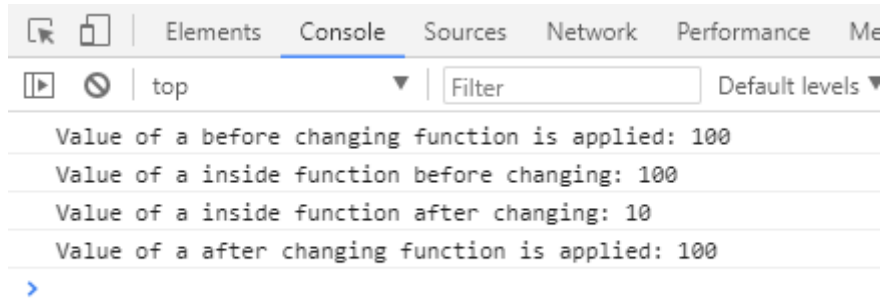 Elements Console Sources Network Performance Me
top Filter Default levels
Value of a before changing function is applied: 100
Value of a inside function before changing: 100
Value of a inside function after changing: 10
Value of a after changing function is applied: 100